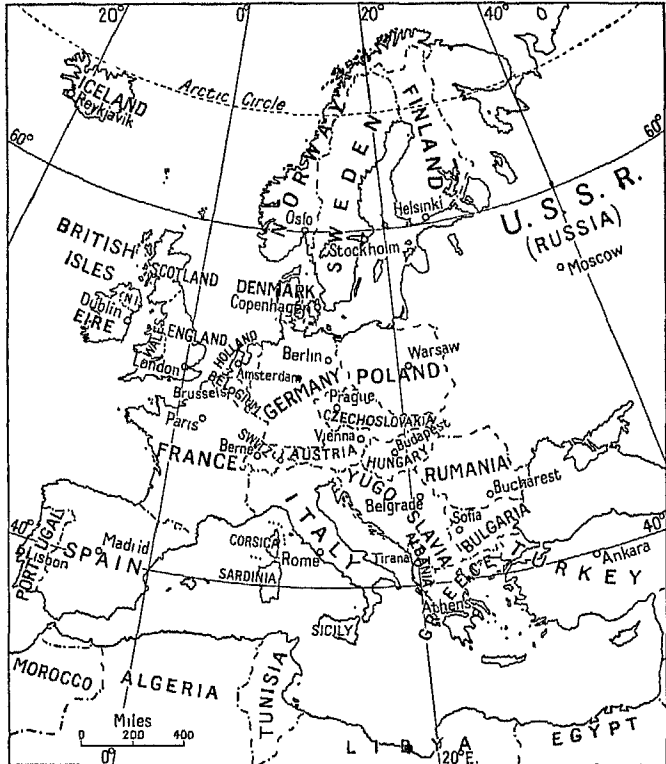 20°
0°
20°
40°
20°
Arctic Circle
ICELAND
Reykjavik
60°
60°
NORWAY
SWEDEN
FINLAND
Oslo
Helsinki
Stockholm
U.S.S.R.
(RUSSIA)
Moscow
BRITISH
ISLES
SCOTLAND
N.I.
Dublin
EIRE
WALES
ENGLAND
London
DENMARK
Copenhagen
HOLLAND
Amsterdam
BELGIUM
Brussels
Berlin
GERMANY
POLAND
Warsaw
Prague
CZECHOSLOVAKIA
Paris
FRANCE
SWITZ.
Berne
Vienna
AUSTRIA
Budapest
HUNGARY
RUMANIA
Bucharest
YUGO
SLAVIA
Belgrade
Sofia
BULGARIA
ITALY
CORSICA
Rome
SARDINIA
SICILY
Tirana
ALBANIA
GREECE
Athens
TURKEY
Ankara
40°
40°
PORTUGAL
Lisbon
SPAIN
Madrid
MOROCCO
ALGERIA
TUNISIA
LIBYA
EGYPT
Miles
0 200 400
0°
20°E.